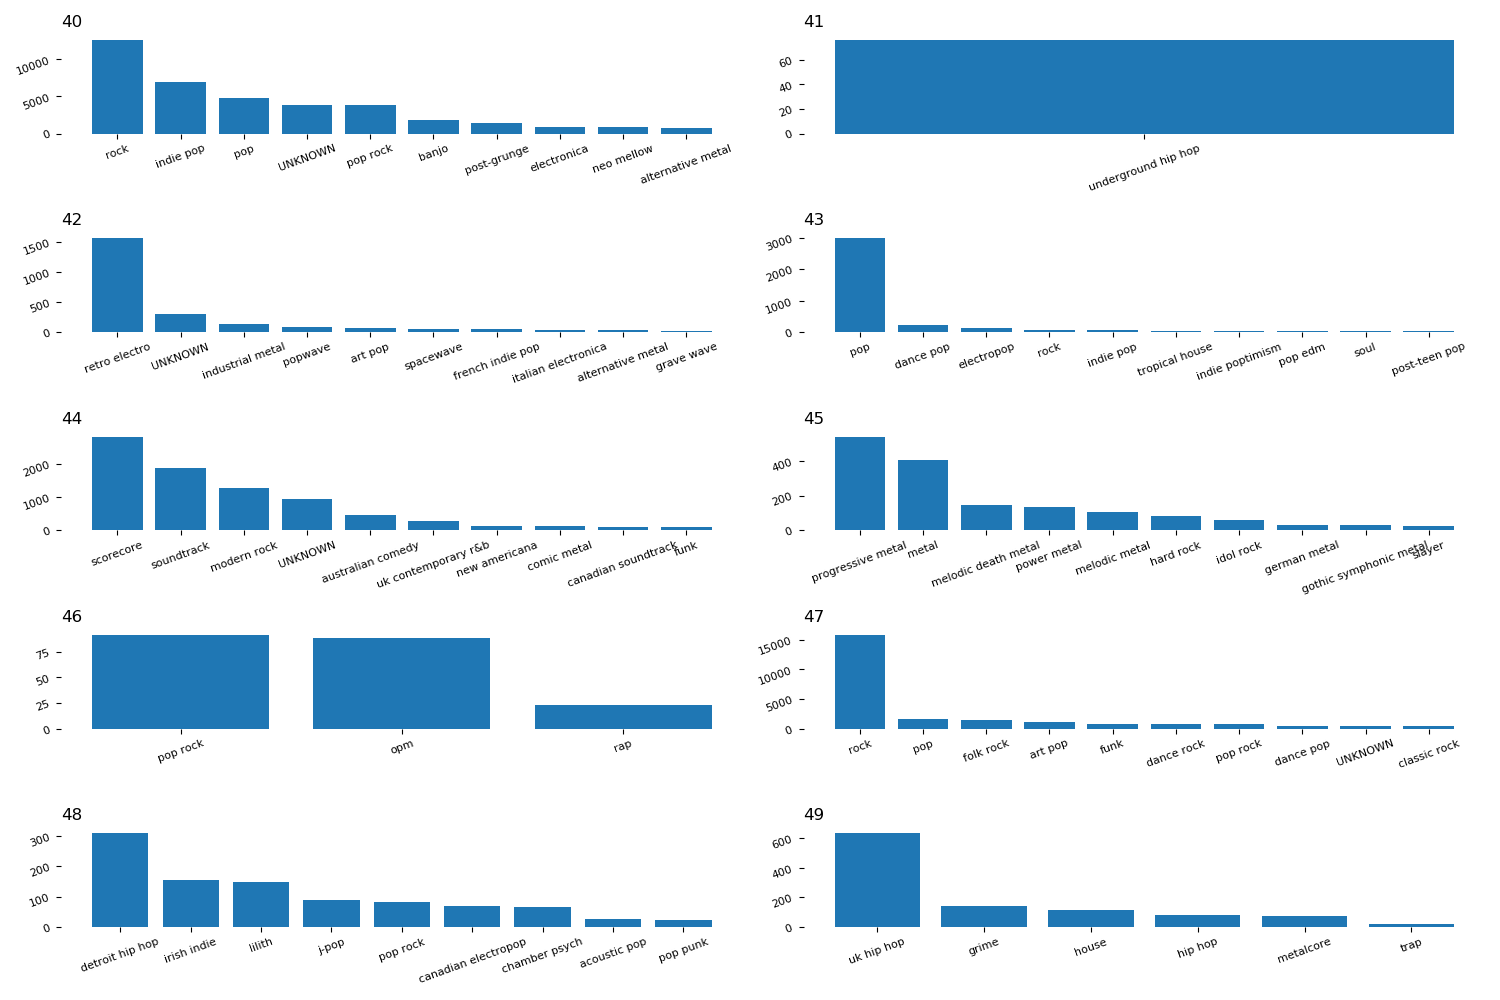 40
10000
5000
0
rock
indie pop
pop
UNKNOWN
pop rock
banjo
post-grunge
electronica
neo mellow
alternative metal
41
60
40
20
0
underground hip hop
42
1500
1000
500
0
retro electro
UNKNOWN
industrial metal
popwave
art pop
spacewave
french indie pop
italian electronica
alternative metal
grave wave
43
3000
2000
1000
0
pop
dance pop
electropop
rock
indie pop
tropical house
indie poptimism
pop edm
soul
post-teen pop
44
2000
1000
0
scorecore
soundtrack
modern rock
UNKNOWN
australian comedy
uk contemporary r&b
new americana
comic metal
canadian soundtrack
funk
45
400
200
0
progressive metal
metal
melodic death metal
power metal
melodic metal
hard rock
idol rock
german metal
gothic symphonic metal
slayer
46
75
50
25
0
pop rock
opm
rap
47
15000
10000
5000
0
rock
pop
folk rock
art pop
funk
dance rock
pop rock
dance pop
UNKNOWN
classic rock
48
300
200
100
0
detroit hip hop
irish indie
lilith
j-pop
pop rock
canadian electropop
chamber psych
acoustic pop
pop punk
49
600
400
200
0
uk hip hop
grime
house
hip hop
metalcore
trap